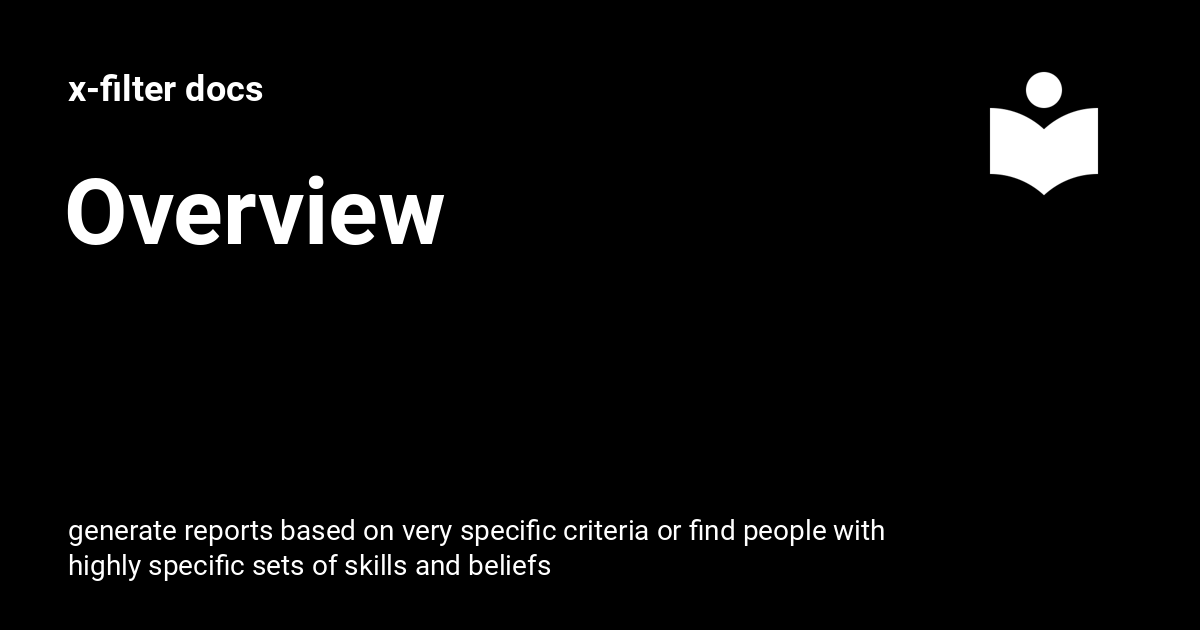 x-filter docs
Overview
generate reports based on very specific criteria or find people with
highly specific sets of skills and beliefs